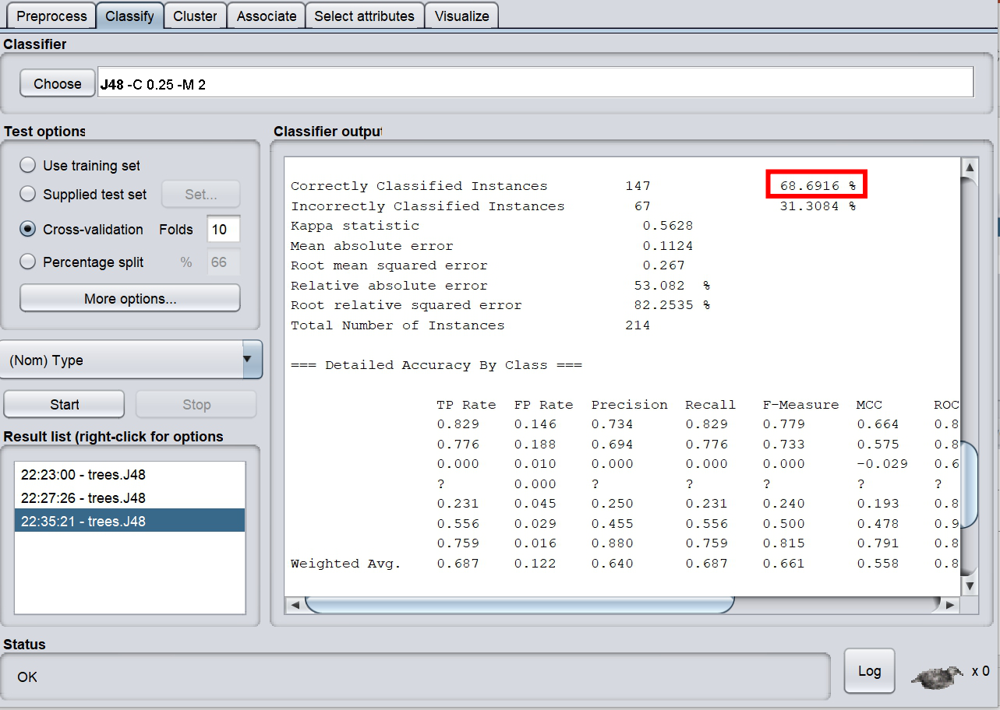 Preprocess Classify Cluster Associate Select attributes Visualize
Classifier
Choose J48 -C 0.25 -M 2
Test options
Use training set
Supplied test set Set...
Cross-validation Folds 10
Percentage split % 66
More options...
(Nom) Type
Start Stop
Result list (right-click for options
22:23:00 - trees.J48
22:27:26 - trees.J48
22:35:21 - trees.J48
Classifier output
Correctly Classified Instances 147 68.6916 %
Incorrectly Classified Instances 67 31.3084 %
Kappa statistic 0.5628
Mean absolute error 0.1124
Root mean squared error 0.267
Relative absolute error 53.082 %
Root relative squared error 82.2535 %
Total Number of Instances 214
=== Detailed Accuracy By Class ===
TP Rate FP Rate Precision Recall F-Measure MCC ROC
0.829 0.146 0.734 0.829 0.779 0.664 0.8
0.776 0.188 0.694 0.776 0.733 0.575 0.8
0.000 0.010 0.000 0.000 0.000 -0.029 0.6
? 0.000 ? ? ? ? ?
0.231 0.045 0.250 0.231 0.240 0.193 0.8
0.556 0.029 0.455 0.556 0.500 0.478 0.9
0.759 0.016 0.880 0.759 0.815 0.791 0.8
Weighted Avg. 0.687 0.122 0.640 0.687 0.661 0.558 0.8
Status
OK
Log x 0